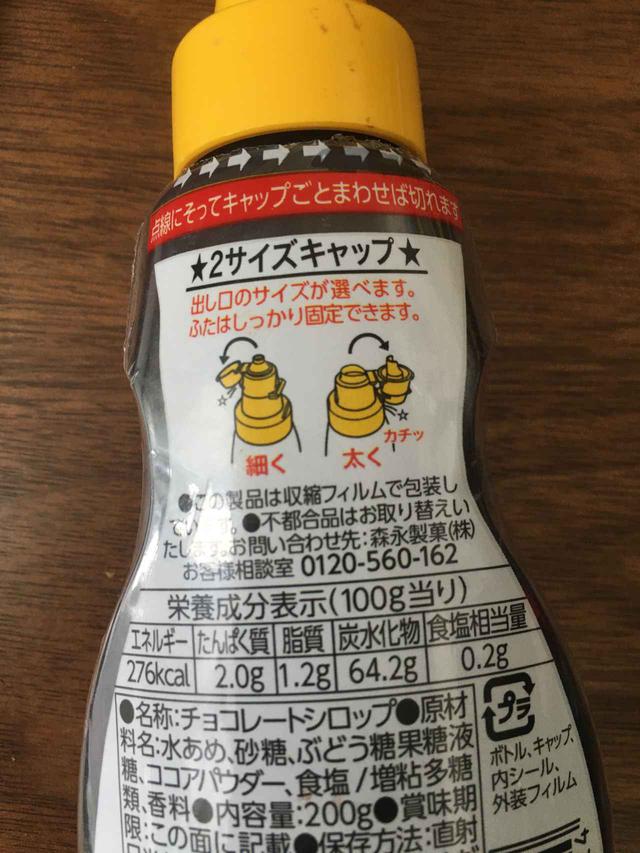 点線にそってキャップごとまわせば切れます
★2サイズキャップ★
出し口のサイズが選べます。
ふたはしっかり固定できます。
カチッ
細く 太く
●この製品は収縮フィルムで包装し
ています。●不都合品はお取り替えい
たします。お問い合わせ先:森永製菓(株)
お客様相談室 0120-560-162
栄養成分表示(100g当り)
エネルギー たんぱく質 脂質 炭水化物 食塩相当量
276kcal 2.0g 1.2g 64.2g 0.2g
●名称:チョコレートシロップ●原材
料名:水あめ、砂糖、ぶどう糖果糖液
糖、ココアパウダー、食塩/増粘多糖
類、香料●内容量:200g●賞味期
限:この面に記載●保存方法:直射
プラ
ボトル、キャップ、
内シール、
外装フィルム